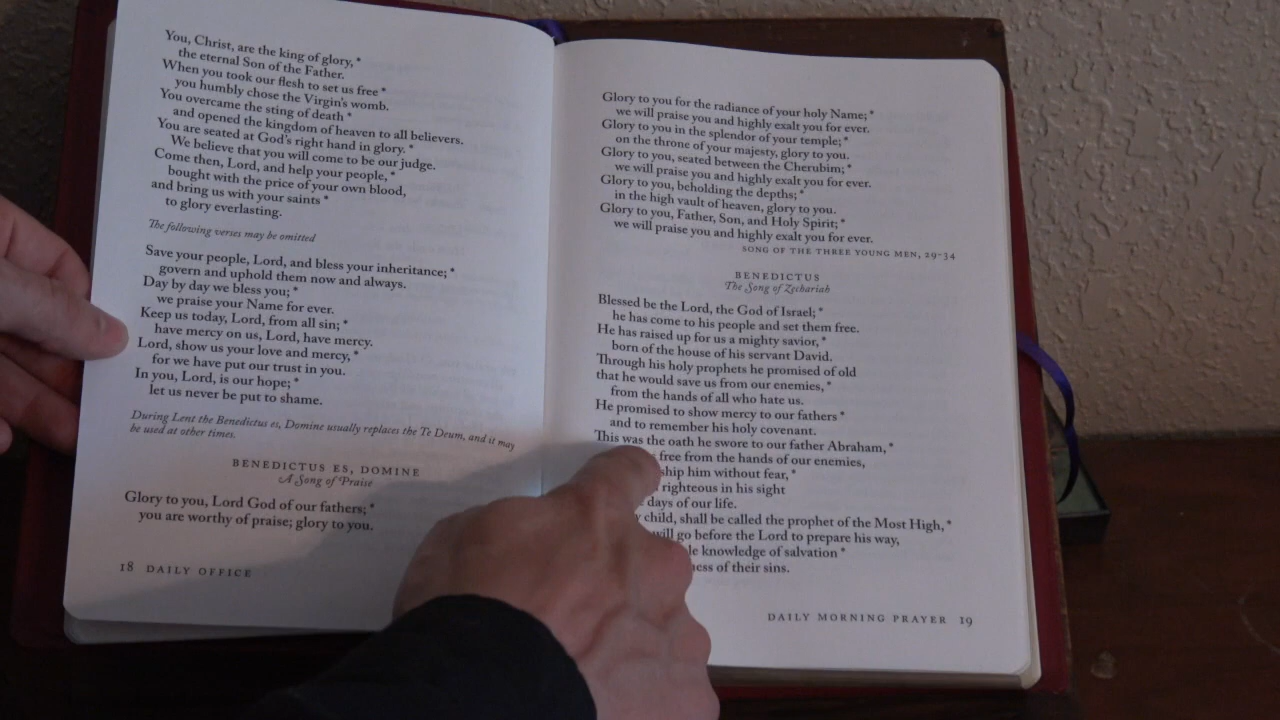 You, Christ, are the king of glory, *
the eternal Son of the Father.
When you took our flesh to set us free *
you humbly chose the Virgin's womb.
You overcame the sting of death *
and opened the kingdom of heaven to all believers.
You are seated at God's right hand in glory. *
We believe that you will come to be our judge.
Come then, Lord, and help your people, *
bought with the price of your own blood,
and bring us with your saints *
to glory everlasting.
The following verses may be omitted
Save your people, Lord, and bless your inheritance; *
govern and uphold them now and always.
Day by day we bless you; *
we praise your Name for ever.
Keep us today, Lord, from all sin; *
have mercy on us, Lord, have mercy.
Lord, show us your love and mercy, *
for we have put our trust in you.
In you, Lord, is our hope; *
let us never be put to shame.
During Lent the Benedictus es, Domine usually replaces the Te Deum, and it may
be used at other times.
BENEDICTUS ES, DOMINE
A Song of Praise
Glory to you, Lord God of our fathers; *
you are worthy of praise; glory to you.
18 DAILY OFFICE
Glory to you for the radiance of your holy Name; *
we will praise you and highly exalt you for ever.
Glory to you in the splendor of your temple; *
on the throne of your majesty, glory to you.
Glory to you, seated between the Cherubim; *
we will praise you and highly exalt you for ever.
Glory to you, beholding the depths; *
in the high vault of heaven, glory to you.
Glory to you, Father, Son, and Holy Spirit; *
we will praise you and highly exalt you for ever.
SONG OF THE THREE YOUNG MEN, 29-34
BENEDICTUS
The Song of Zechariah
Blessed be the Lord, the God of Israel; *
he has come to his people and set them free.
He has raised up for us a mighty savior, *
born of the house of his servant David.
Through his holy prophets he promised of old
that he would save us from our enemies, *
from the hands of all who hate us.
He promised to show mercy to our fathers *
and to remember his holy covenant.
This was the oath he swore to our father Abraham, *
free from the hands of our enemies,
him without fear, *
righteous in his sight
days of our life.
child, shall be called the prophet of the Most High, *
will go before the Lord to prepare his way,
knowledge of salvation *
of their sins.
DAILY MORNING PRAYER 19